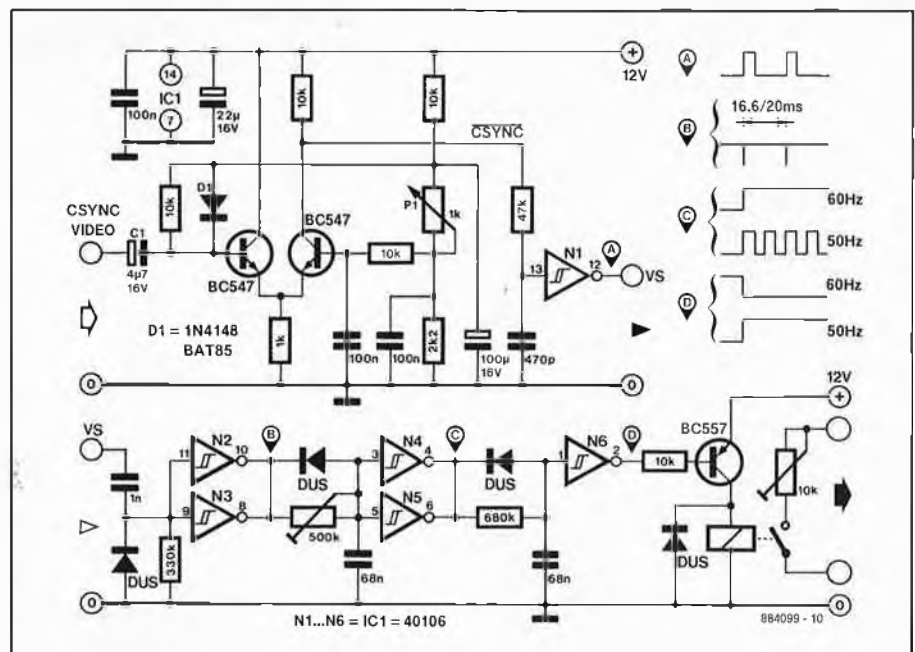 100n
14
IC1
7
22µ
16V
10k
10k
+
12V
CSYNC
A
16.6/20ms
B
CSYNC
VIDEO
C1
4µ7
16V
10k
D1
BC547
BC547
P1
1k
10k
47k
N1
13
12
A
VS
C
60Hz
50Hz
D
60Hz
50Hz
D1 = 1N4148
BAT85
1k
100n
100n
2k2
100µ
16V
470p
0
0
VS
1n
DUS
330k
N2
11
10
N3
9
8
B
DUS
500k
68n
N4
3
4
N5
5
6
C
DUS
680k
68n
N6
1
2
D
10k
BC557
12V
+
DUS
10k
0
0
N1...N6 = IC1 = 40106
884099 - 10